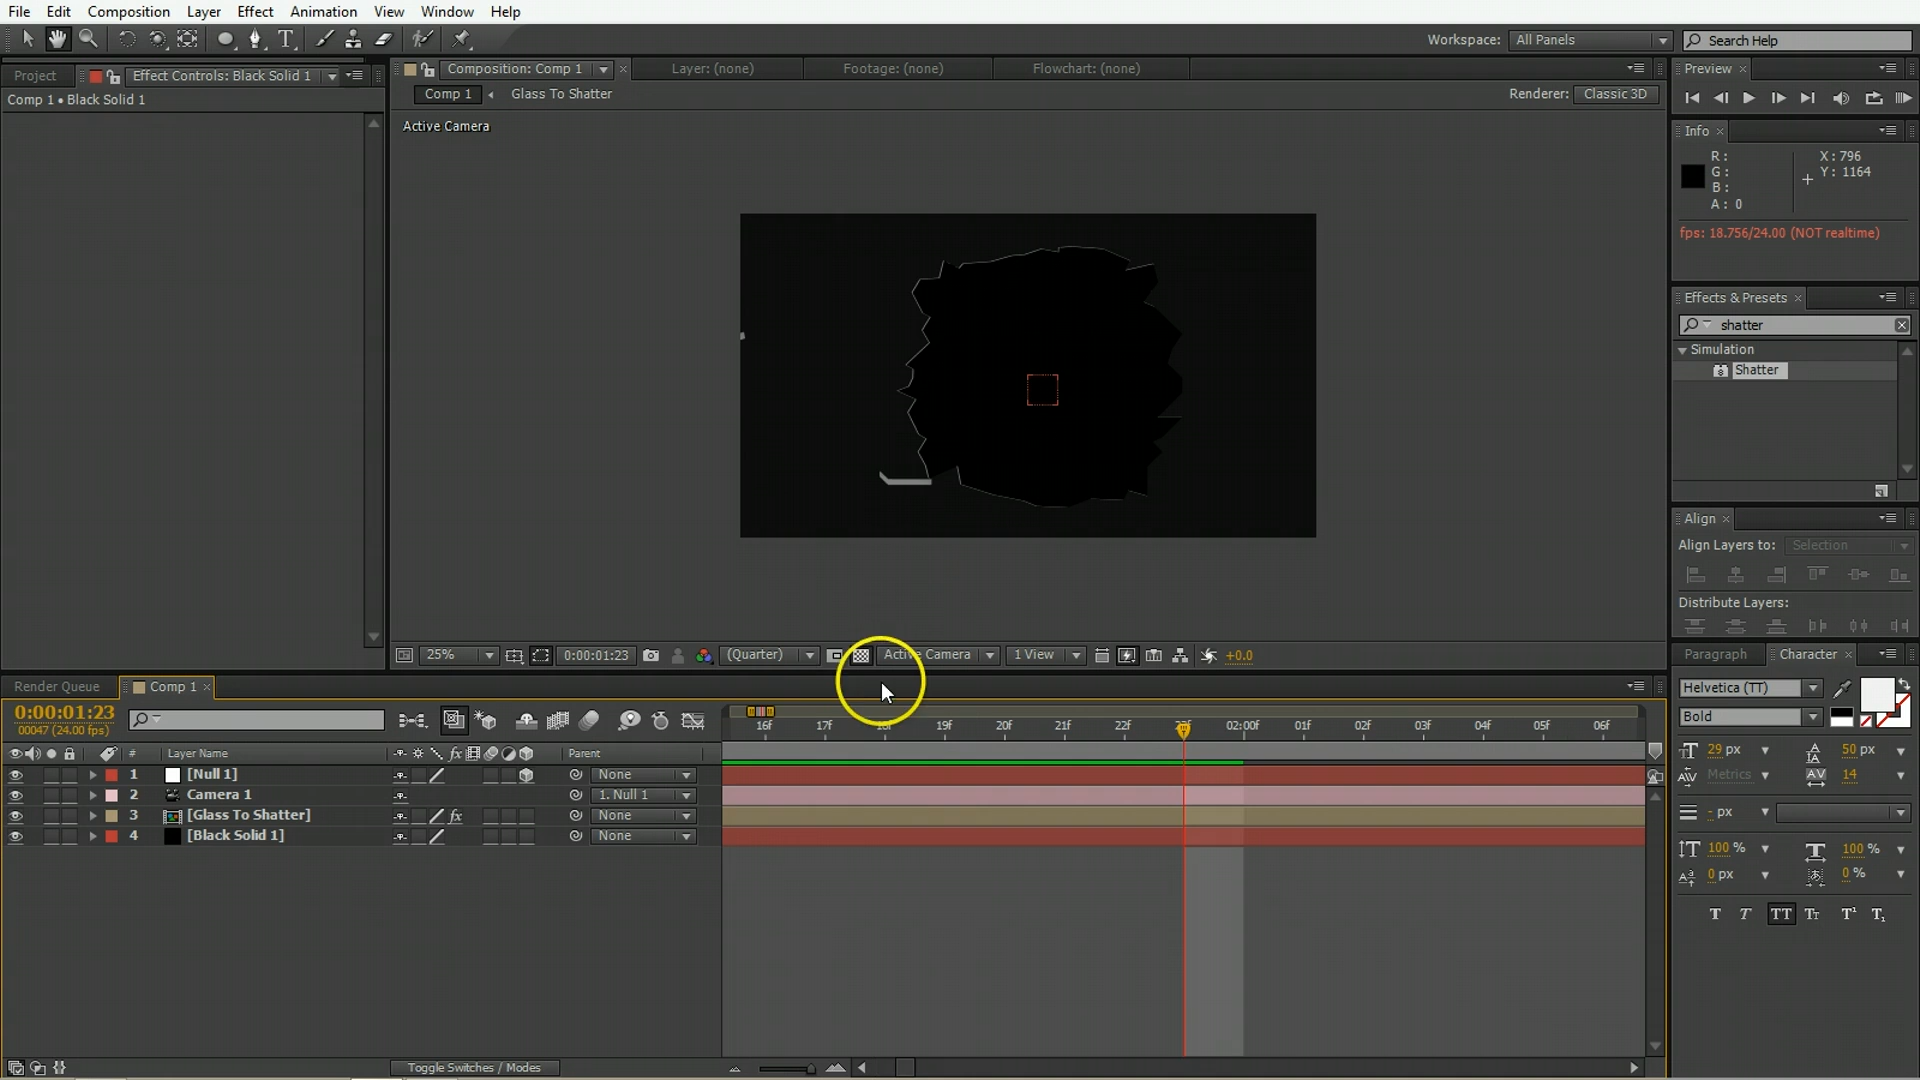 File Edit Composition Layer Effect Animation View Window Help
Workspace: All Panels Search Help
Project Effect Controls: Black Solid 1
Comp 1 • Black Solid 1
Composition: Comp 1 Layer: (none) Footage: (none) Flowchart: (none)
Comp 1 Glass To Shatter Renderer: Classic 3D
Active Camera
Preview
Info
R: X: 796
G: Y: 1164
B:
A: 0
fps: 18.756/24.00 (NOT realtime)
Effects & Presets
shatter
Simulation
Shatter
Align
Align Layers to: Selection
Distribute Layers:
25% 0:00:01:23 (Quarter) Active Camera 1 View +0.0
Paragraph Character
Helvetica (TT)
Bold
29 px 50 px
Metrics 14
- px
100 % 100 %
0 px 0 %
T T TT Tt T¹ T₁
Render Queue Comp 1
0:00:01:23
00047 (24.00 fps)
16f 17f 18f 19f 20f 21f 22f 02:00f 01f 02f 03f 04f 05f 06f
# Layer Name fx Parent
1 [Null 1] None
2 Camera 1 1. Null 1
3 [Glass To Shatter] fx None
4 [Black Solid 1] None
Toggle Switches / Modes